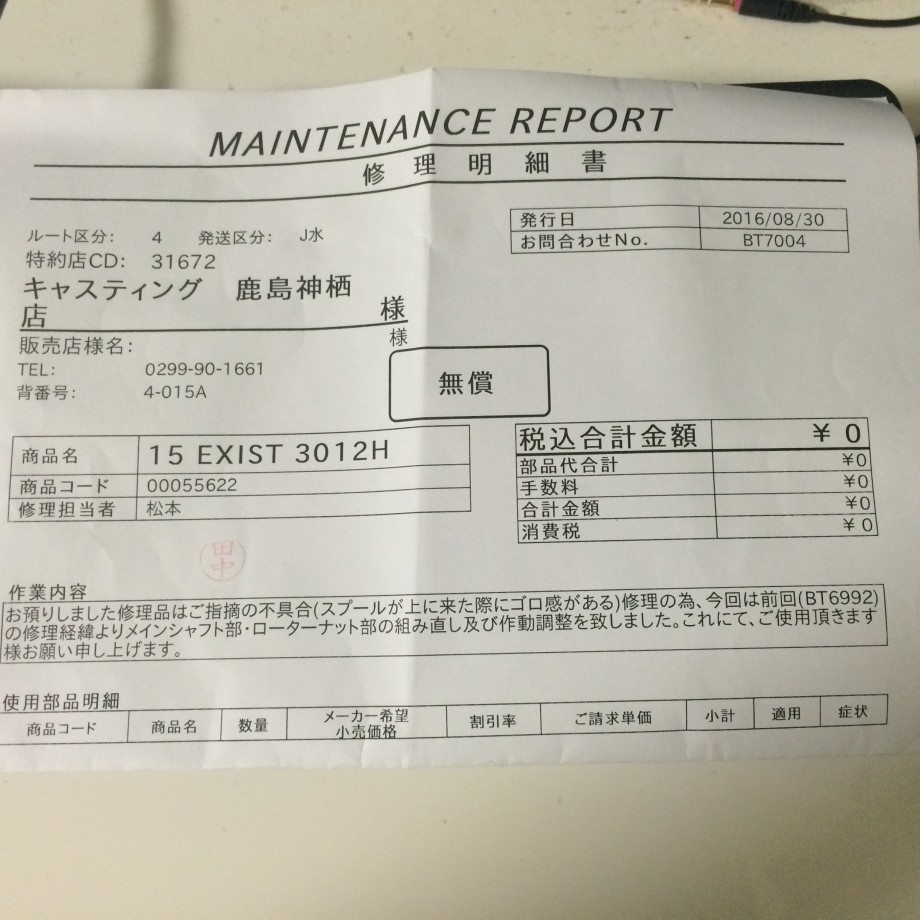 MAINTENANCE REPORT
修理明細書
発行日 2016/08/30
お問合わせNo. BT7004
ルート区分： 4 発送区分： J水
特約店CD： 31672
キャスティング 鹿島神栖
店 様
販売店様名： 様
TEL： 0299-90-1661
背番号： 4-015A
無償
商品名 15 EXIST 3012H
商品コード 00055622
修理担当者 松本
税込合計金額 ￥0
部品代合計 ￥0
手数料 ￥0
合計金額 ￥0
消費税 ￥0
田中
作業内容
お預りしました修理品はご指摘の不具合(スプールが上に来た際にゴロ感がある)修理の為、今回は前回(BT6992)
の修理経緯よりメインシャフト部・ローターナット部の組み直し及び作動調整を致しました。これにて、ご使用頂きます
様お願い申し上げます。
使用部品明細
商品コード 商品名 数量 メーカー希望小売価格 割引率 ご請求単価 小計 適用 症状